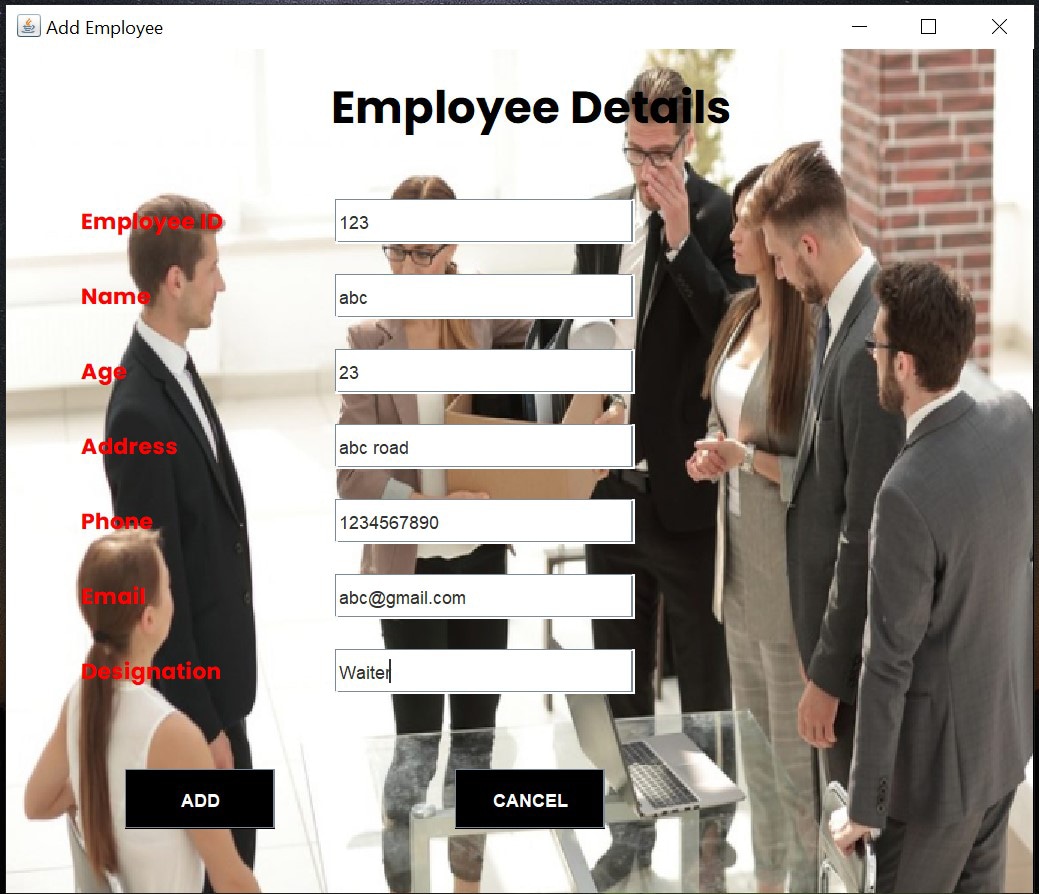 Add Employee
Employee Details
Employee ID 123
Name abc
Age 23
Address abc road
Phone 1234567890
Email abc@gmail.com
Designation Waiter
ADD CANCEL